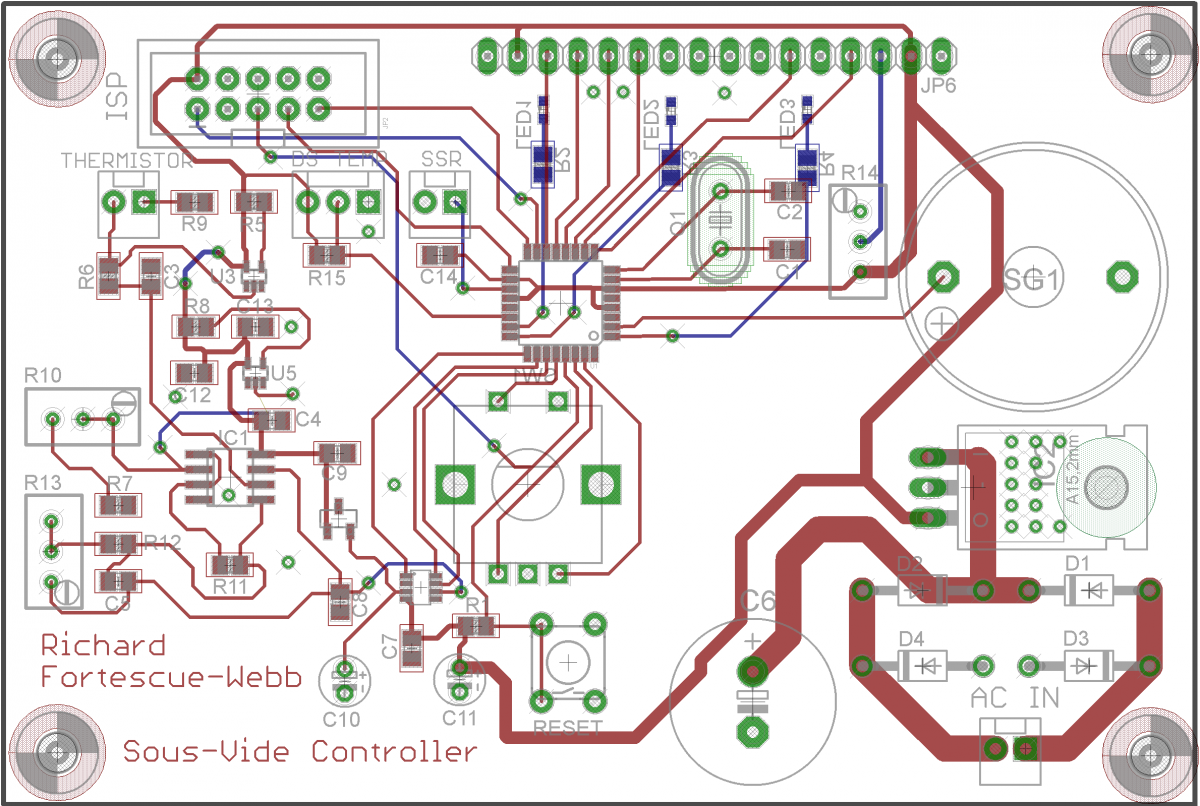 ISP
JP2
JP6
LED1
LED2
LED3
R2
R3
R4
THERMISTOR
DS TEMP
SSR
R14
R9
R5
C2
Q1
R6
C3
U3
R15
C14
C1
SG1
R8
C13
C12
U5
SW1
R10
C4
IC1
C9
IC2
A15,2mm
R13
R7
R12
R11
C5
C8
R1
C7
C6
D2
D1
D4
D3
Richard
Fortescue-Webb
C10
C11
RESET
AC IN
Sous-Vide Controller